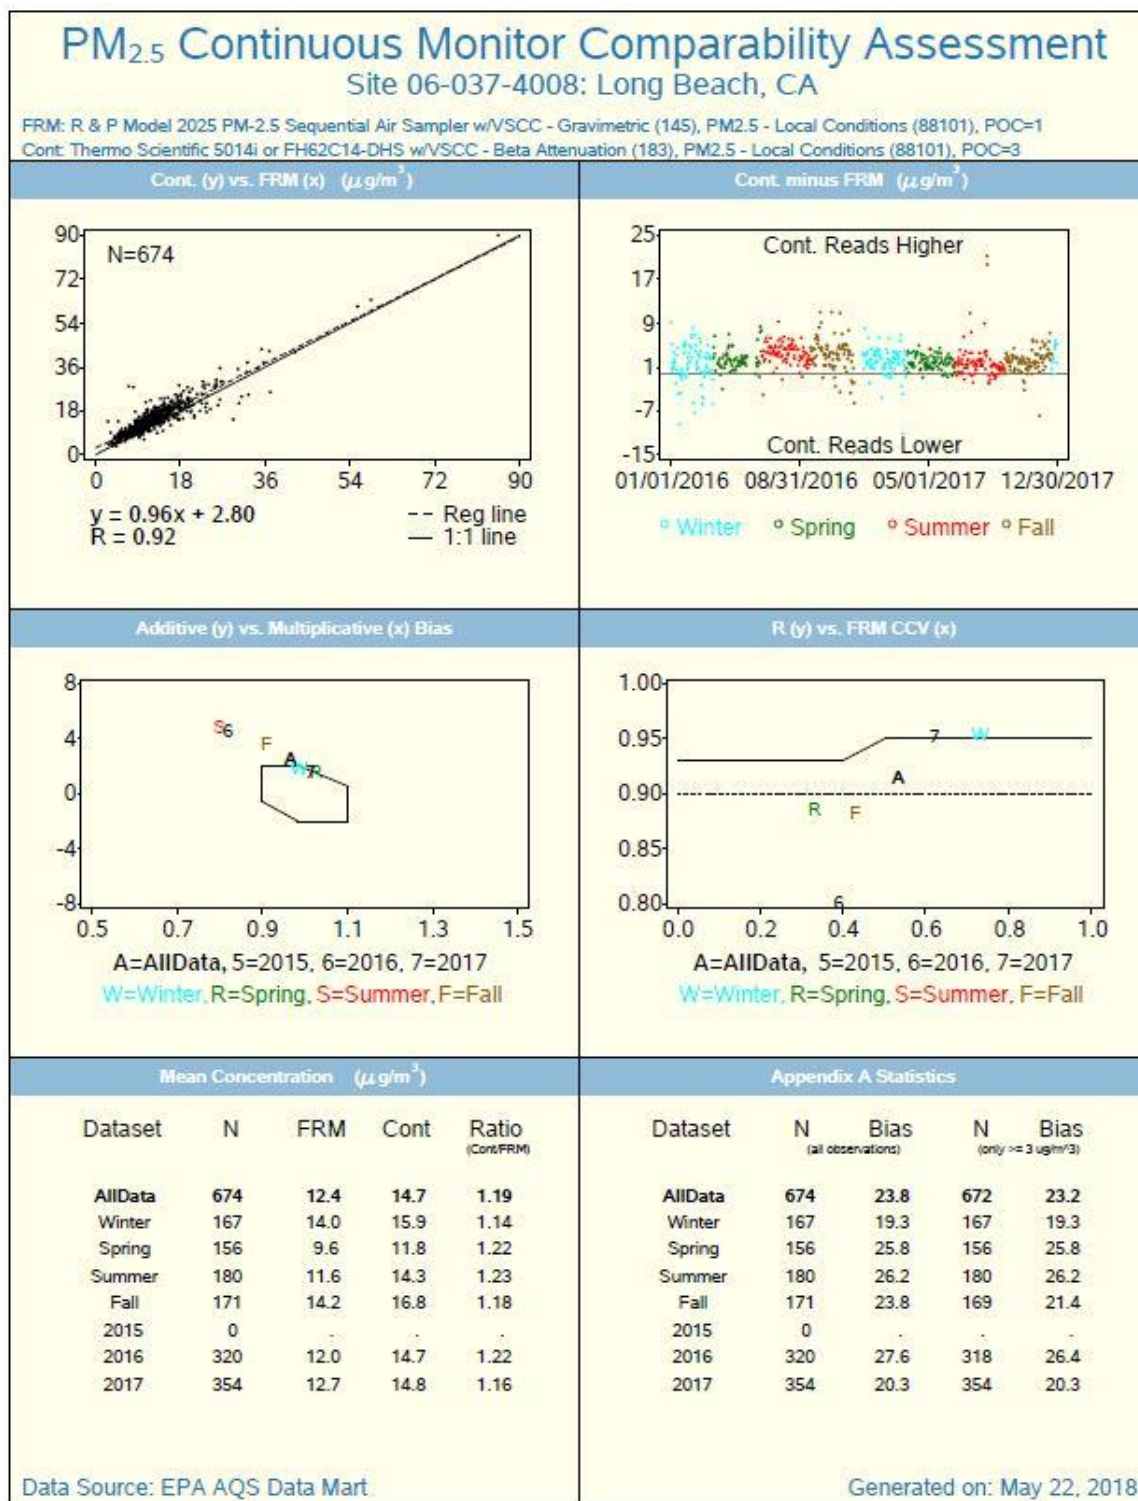 PM2.5 Continuous Monitor Comparability Assessment
Site 06-037-4008: Long Beach, CA
FRM: R & P Model 2025 PM-2.5 Sequential Air Sampler w/VSCC - Gravimetric (145), PM2.5 - Local Conditions (88101), POC=1
Cont: Thermo Scientific 5014i or FH62C14-DHS w/VSCC - Beta Attenuation (183), PM2.5 - Local Conditions (88101), POC=3
Cont. (y) vs. FRM (x) (μg/m³)
90
72
54
36
18
0
N=674
0 18 36 54 72 90
y = 0.96x + 2.80
R = 0.92
Reg line
1:1 line
Cont. minus FRM (μg/m³)
25
17
9
1
-7
-15
Cont. Reads Higher
Cont. Reads Lower
01/01/2016 08/31/2016 05/01/2017 12/30/2017
Winter Spring Summer Fall
Additive (y) vs. Multiplicative (x) Bias
8
4
0
-4
-8
S 6
F
A
W 7 R
0.5 0.7 0.9 1.1 1.3 1.5
A=AllData, 5=2015, 6=2016, 7=2017
W=Winter, R=Spring, S=Summer, F=Fall
R (y) vs. FRM CCV (x)
1.00
0.95
0.90
0.85
0.80
7 W
A
R F
6
0.0 0.2 0.4 0.6 0.8 1.0
A=AllData, 5=2015, 6=2016, 7=2017
W=Winter, R=Spring, S=Summer, F=Fall
Mean Concentration (μg/m³)
Dataset N FRM Cont Ratio
(Cont/FRM)
AllData 674 12.4 14.7 1.19
Winter 167 14.0 15.9 1.14
Spring 156 9.6 11.8 1.22
Summer 180 11.6 14.3 1.23
Fall 171 14.2 16.8 1.18
2015 0 . . .
2016 320 12.0 14.7 1.22
2017 354 12.7 14.8 1.16
Appendix A Statistics
Dataset N Bias N Bias
(all observations) (only >= 3 ug/m^3)
AllData 674 23.8 672 23.2
Winter 167 19.3 167 19.3
Spring 156 25.8 156 25.8
Summer 180 26.2 180 26.2
Fall 171 23.8 169 21.4
2015 0 . . .
2016 320 27.6 318 26.4
2017 354 20.3 354 20.3
Data Source: EPA AQS Data Mart
Generated on: May 22, 2018